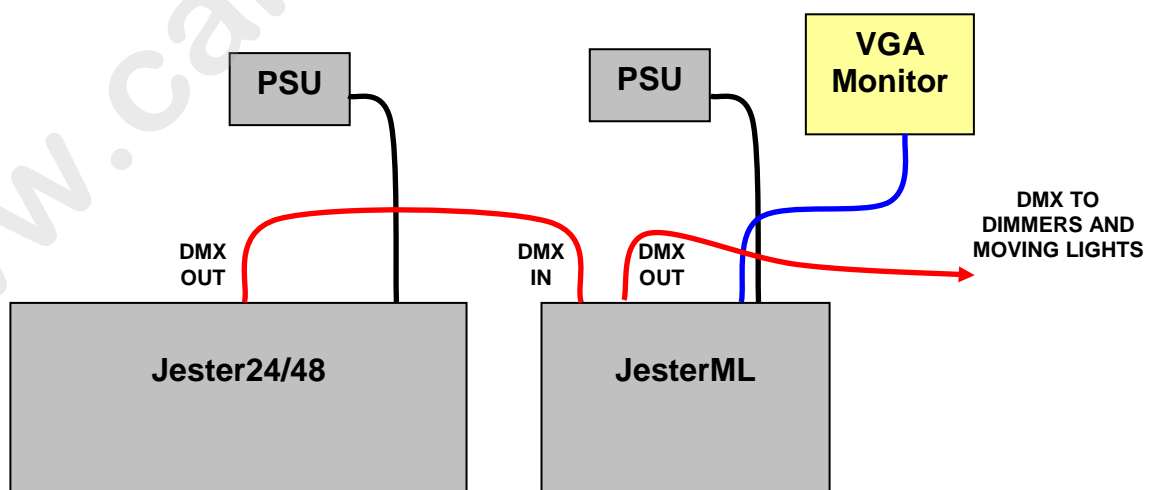 PSU
PSU
VGA
Monitor
DMX TO
DIMMERS AND
MOVING LIGHTS
DMX
OUT
DMX
IN
DMX
OUT
Jester24/48
JesterML
w.ca